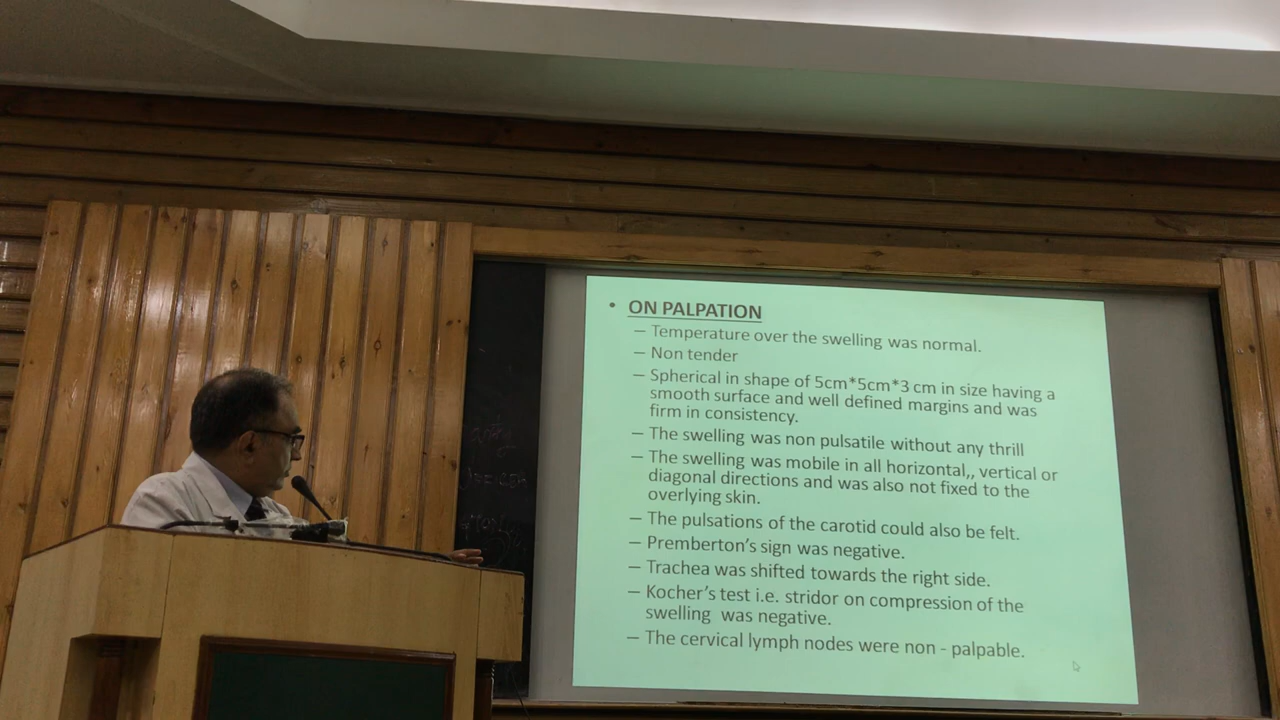 • ON PALPATION
– Temperature over the swelling was normal.
– Non tender
– Spherical in shape of 5cm*5cm*3 cm in size having a
smooth surface and well defined margins and was
firm in consistency.
– The swelling was non pulsatile without any thrill
– The swelling was mobile in all horizontal,, vertical or
diagonal directions and was also not fixed to the
overlying skin.
– The pulsations of the carotid could also be felt.
– Premberton's sign was negative.
– Trachea was shifted towards the right side.
– Kocher's test i.e. stridor on compression of the
swelling was negative.
– The cervical lymph nodes were non - palpable.